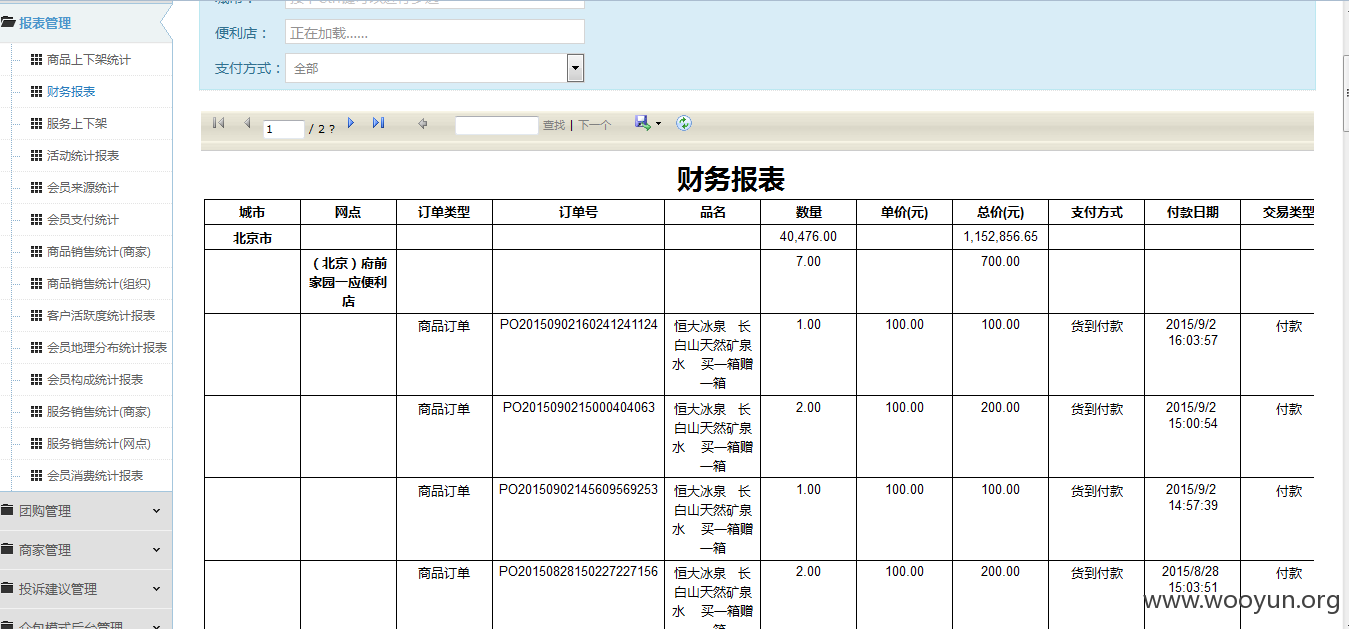 报表管理
商品上下架统计
财务报表
服务上下架
活动统计报表
会员来源统计
会员支付统计
商品销售统计(商家)
商品销售统计(组织)
客户活跃度统计报表
会员地理分布统计报表
会员构成统计报表
服务销售统计(商家)
服务销售统计(网点)
会员消费统计报表
团购管理
商家管理
投诉建议管理
便利店： 正在加载......
支付方式： 全部
1 / 2 ? 查找 | 下一个
财务报表
城市 网点 订单类型 订单号 品名 数量 单价(元) 总价(元) 支付方式 付款日期 交易类型
北京市 40,476.00 1,152,856.65
（北京）府前 7.00 700.00
家园一应便利
店
商品订单 PO20150902160241241124 恒大冰泉 长 1.00 100.00 100.00 货到付款 2015/9/2 付款
白山天然矿泉 16:03:57
水 买一箱赠
一箱
商品订单 PO2015090215000404063 恒大冰泉 长 2.00 100.00 200.00 货到付款 2015/9/2 付款
白山天然矿泉 15:00:54
水 买一箱赠
一箱
商品订单 PO20150902145609569253 恒大冰泉 长 1.00 100.00 100.00 货到付款 2015/9/2 付款
白山天然矿泉 14:57:39
水 买一箱赠
一箱
商品订单 PO20150828150227227156 恒大冰泉 长 2.00 100.00 200.00 货到付款 2015/8/28 付款
白山天然矿泉 15:03:51
水 买一箱赠
www.wooyun.org